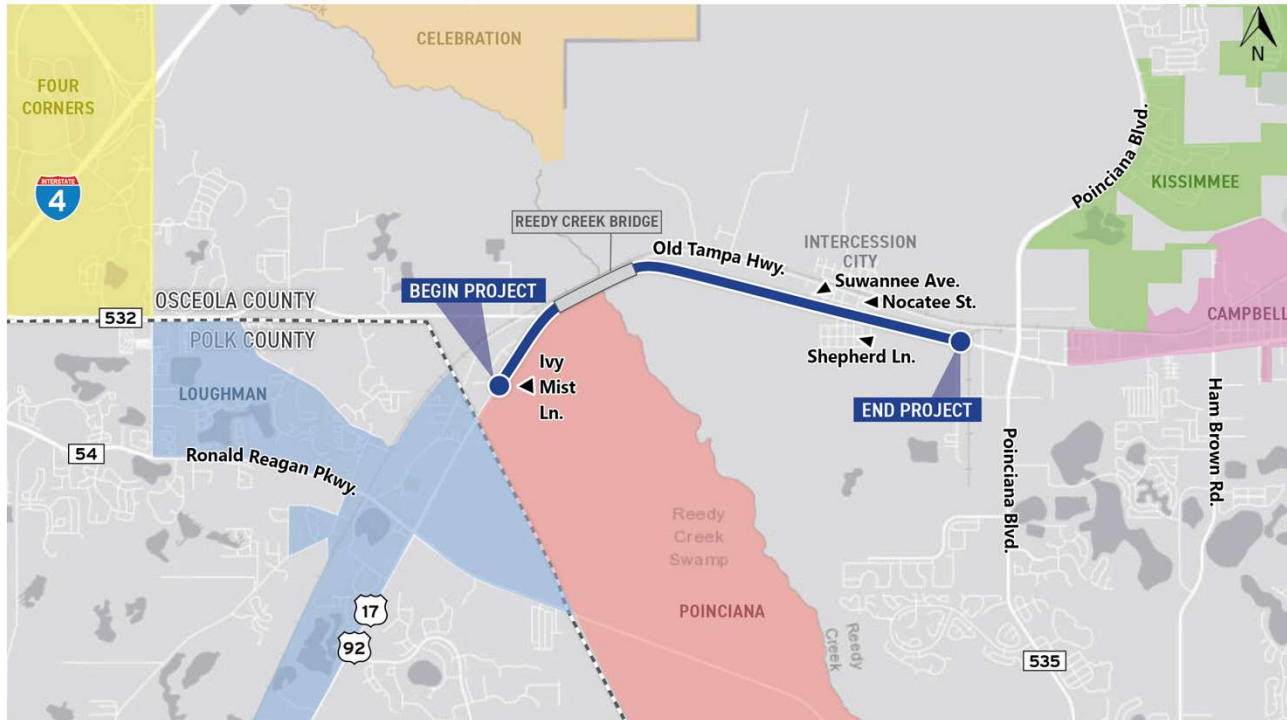 CELEBRATION
N
FOUR
CORNERS
INTERSTATE
4
Poinciana Blvd.
KISSIMMEE
REEDY CREEK BRIDGE
Old Tampa Hwy.
INTERCESSION
CITY
Suwannee Ave.
Nocatee St.
BEGIN PROJECT
OSCEOLA COUNTY
532
POLK COUNTY
CAMPBELL
Shepherd Ln.
Ivy
Mist
Ln.
LOUGHMAN
END PROJECT
Ham Brown Rd.
54
Ronald Reagan Pkwy.
Poinciana Blvd.
Reedy
Creek
Swamp
POINCIANA
17
92
Reedy
Creek
535